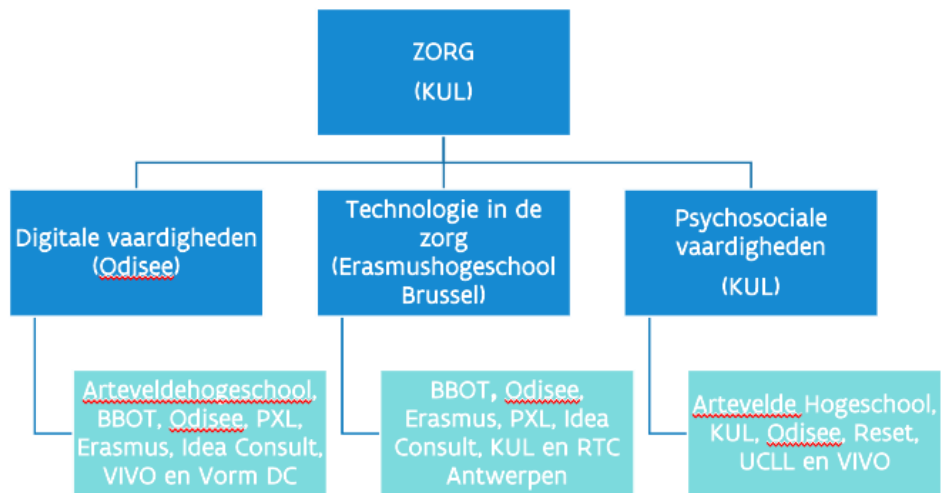 ZORG
(KUL)
Digitale vaardigheden
(Odisee)
Technologie in de
zorg
(Erasmushogeschool
Brussel)
Psychosociale
vaardigheden
(KUL)
Arteveldehogeschool,
BBOT, Odisee, PXL,
Erasmus, Idea Consult,
VIVO en Vorm DC
BBOT, Odisee,
Erasmus, PXL, Idea
Consult, KUL en RTC
Antwerpen
Artevelde Hogeschool,
KUL, Odisee, Reset,
UCLL en VIVO